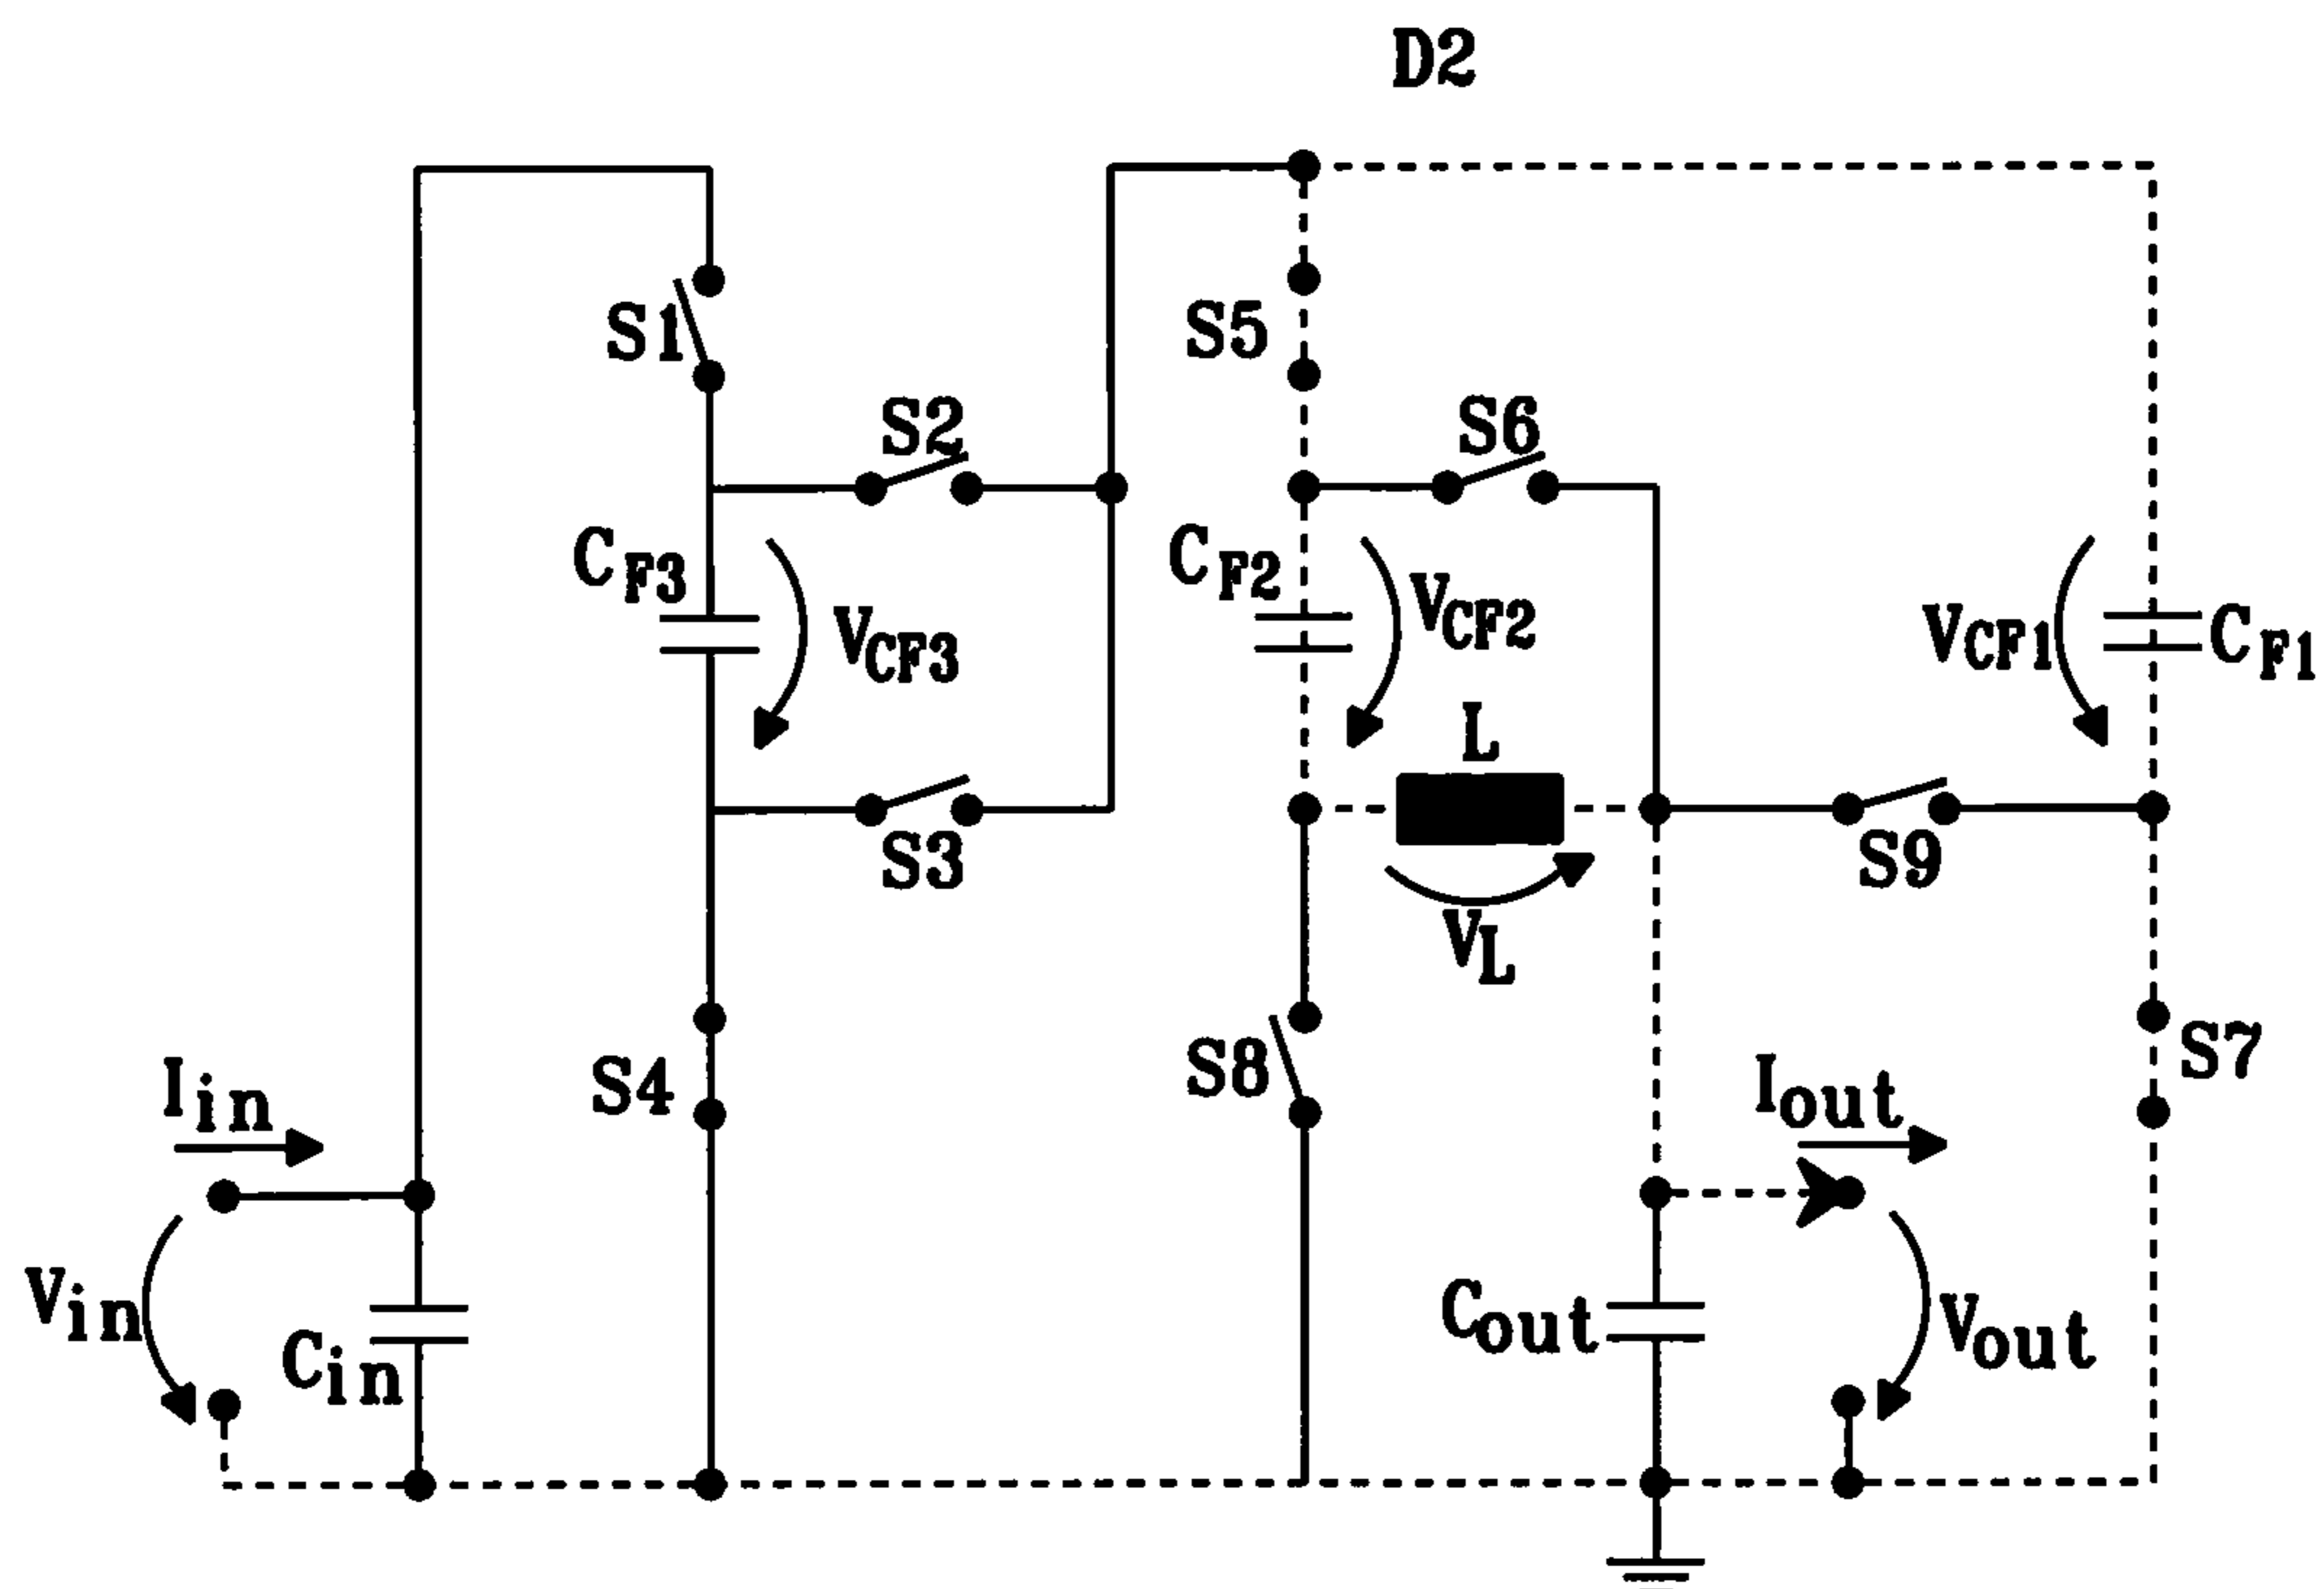 D2
S1
S2
S5
S6
CF3
VCF3
CF2
VCF2
VCF1
CF1
L
VL
S3
S9
S4
S8
S7
Iin
Iout
Vin
Cin
Cout
Vout